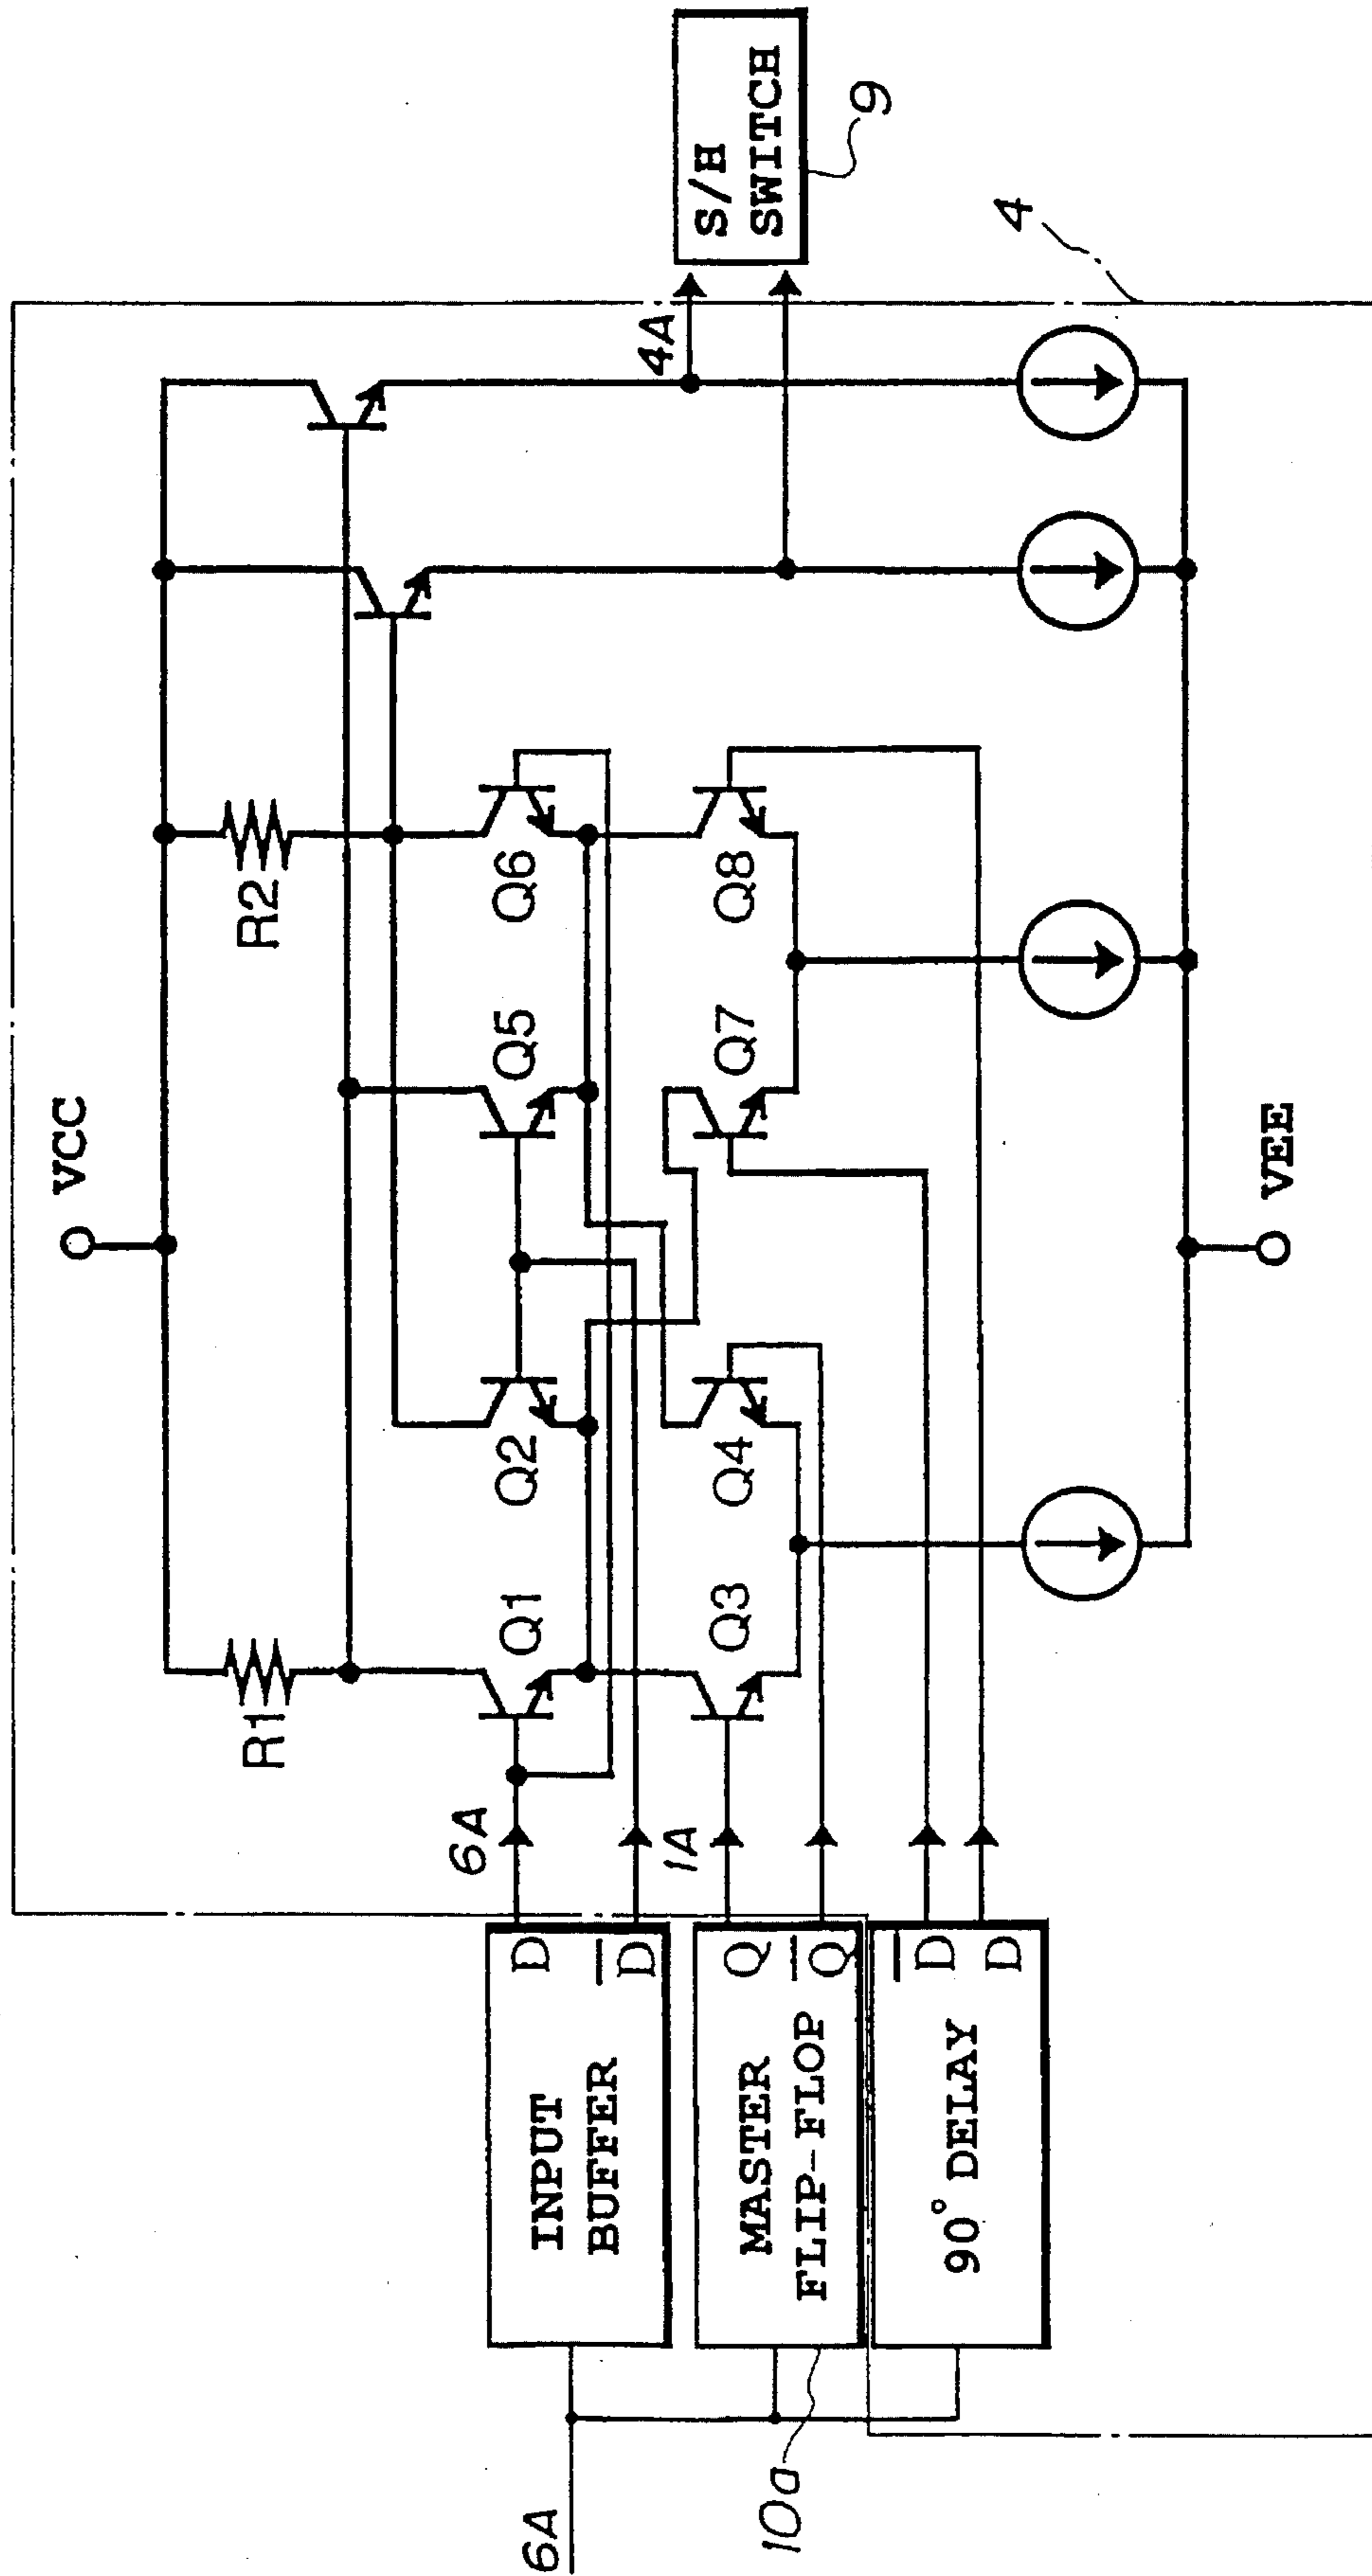 VCC
R1
R2
S/H
SWITCH
9
4A
4
6A
Q1
Q2
Q5
Q6
1A
Q3
Q4
Q7
Q8
INPUT
BUFFER
D
D̅
MASTER
FLIP-FLOP
Q
Q̅
90° DELAY
D̅
D
6A
10a
VEE